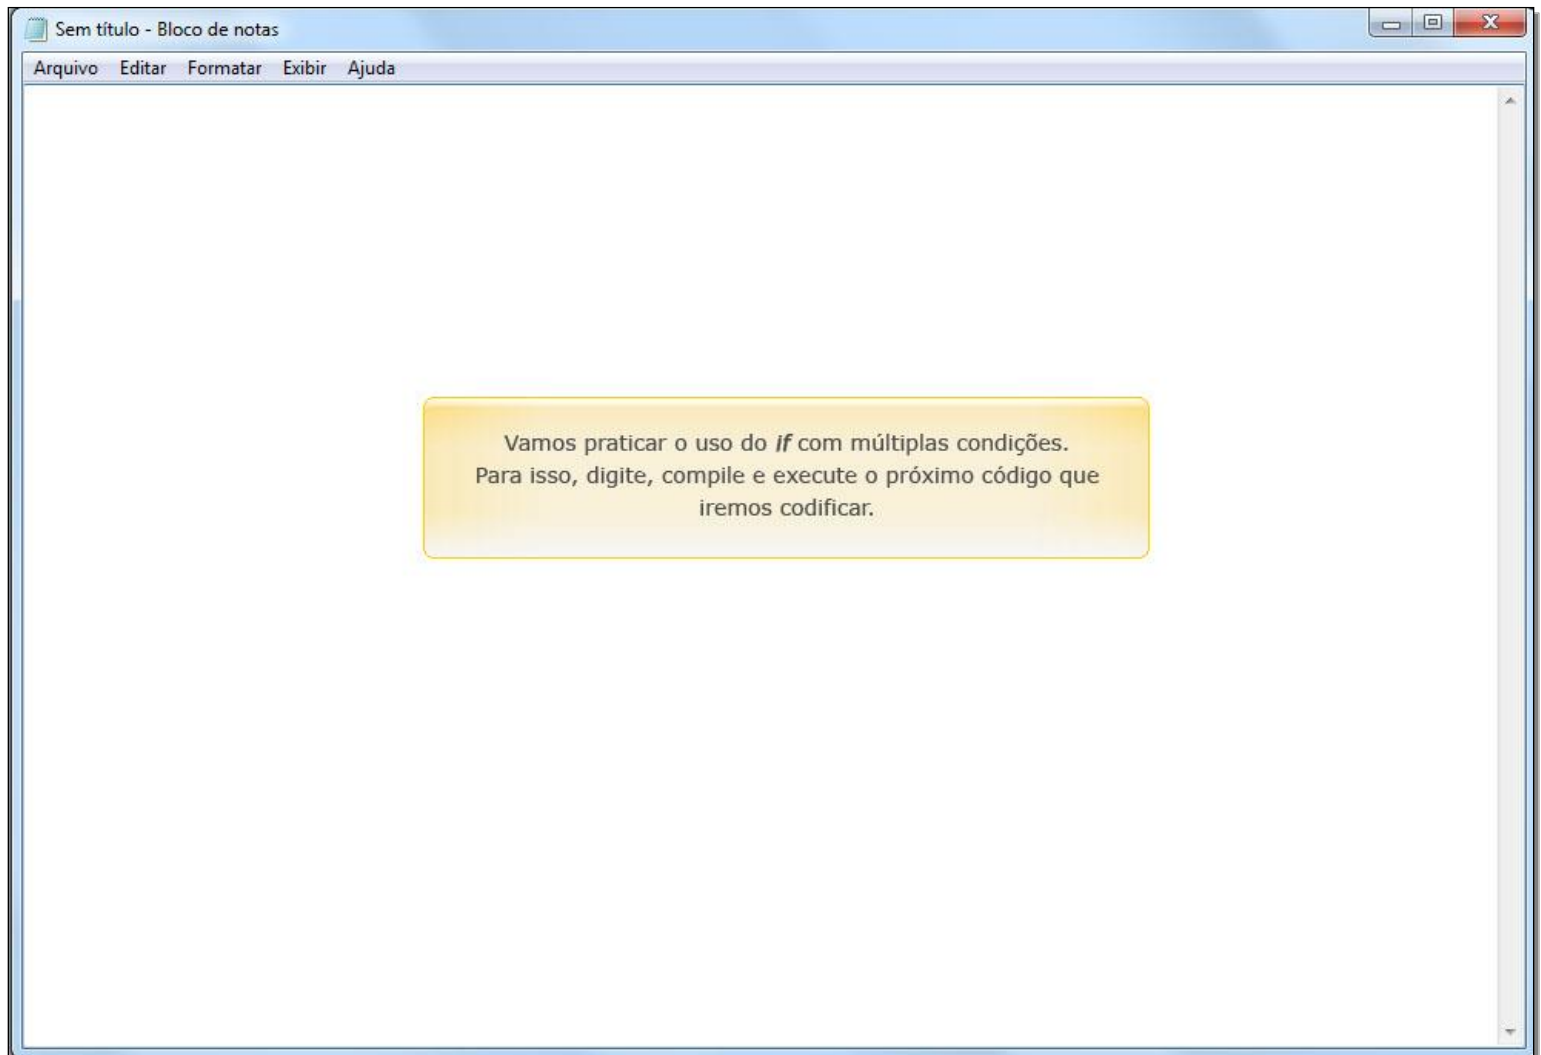 Sem título - Bloco de notas
Arquivo Editar Formatar Exibir Ajuda
Vamos praticar o uso do if com múltiplas condições.
Para isso, digite, compile e execute o próximo código que
iremos codificar.